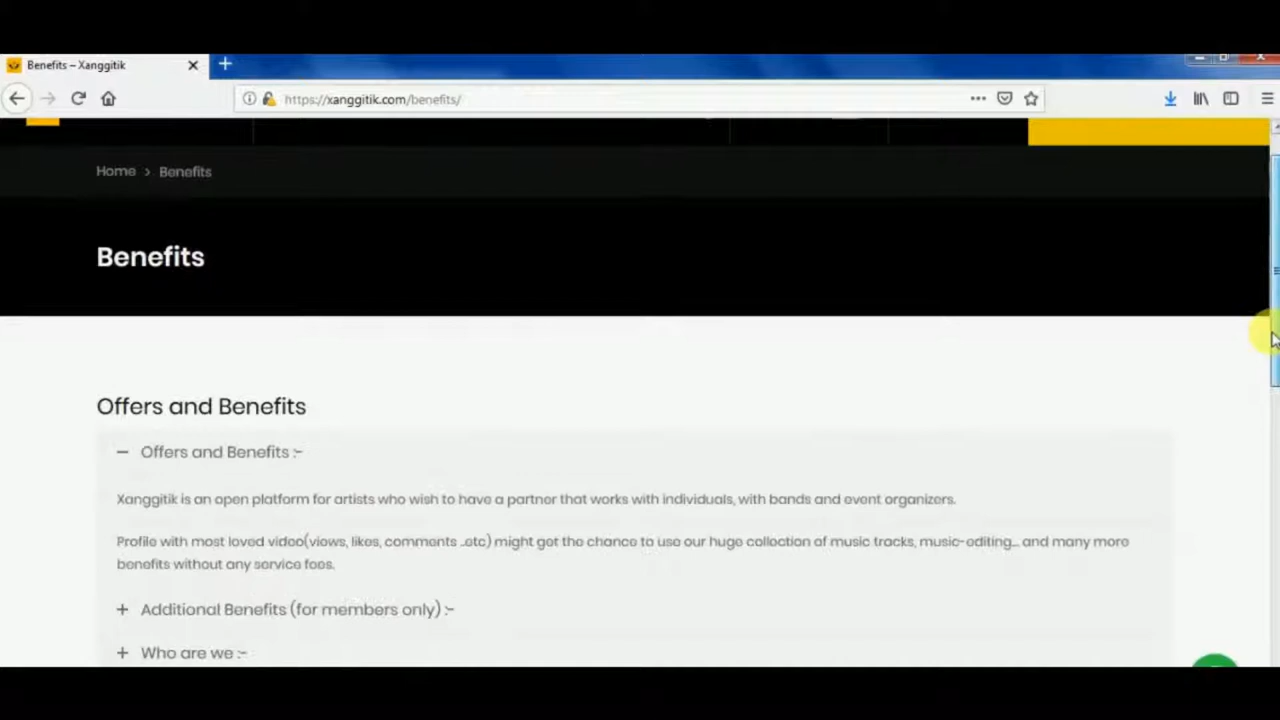 Benefits – Xanggitik
https://xanggitik.com/benefits/
Home > Benefits
Benefits
Offers and Benefits
− Offers and Benefits :-
Xanggitik is an open platform for artists who wish to have a partner that works with individuals, with bands and event organizers.
Profile with most loved video(views, likes, comments ..etc) might get the chance to use our huge collection of music tracks, music-editing... and many more
benefits without any service fees.
+ Additional Benefits (for members only) :-
+ Who are we :-